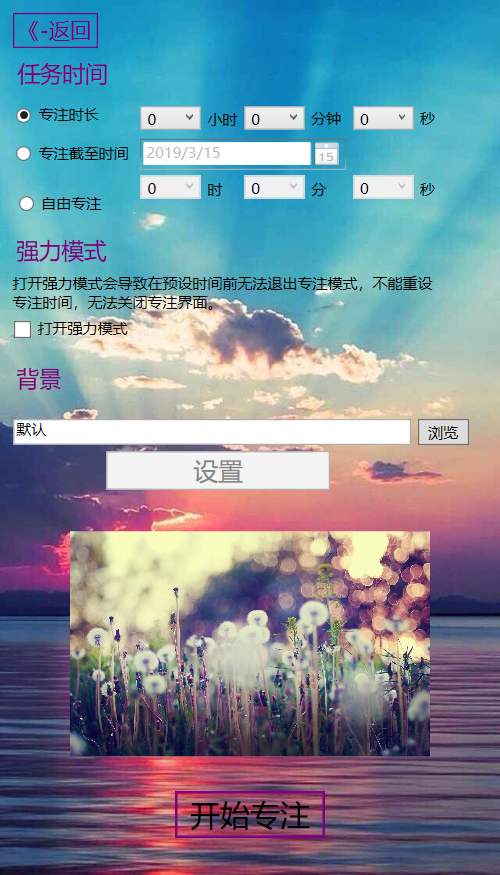 《-返回
任务时间
专注时长 0 小时 0 分钟 0 秒
专注截至时间 2019/3/15 15
0 时 0 分 0 秒
自由专注
强力模式
打开强力模式会导致在预设时间前无法退出专注模式，不能重设
专注时间，无法关闭专注界面。
打开强力模式
背景
默认 浏览
设置
开始专注